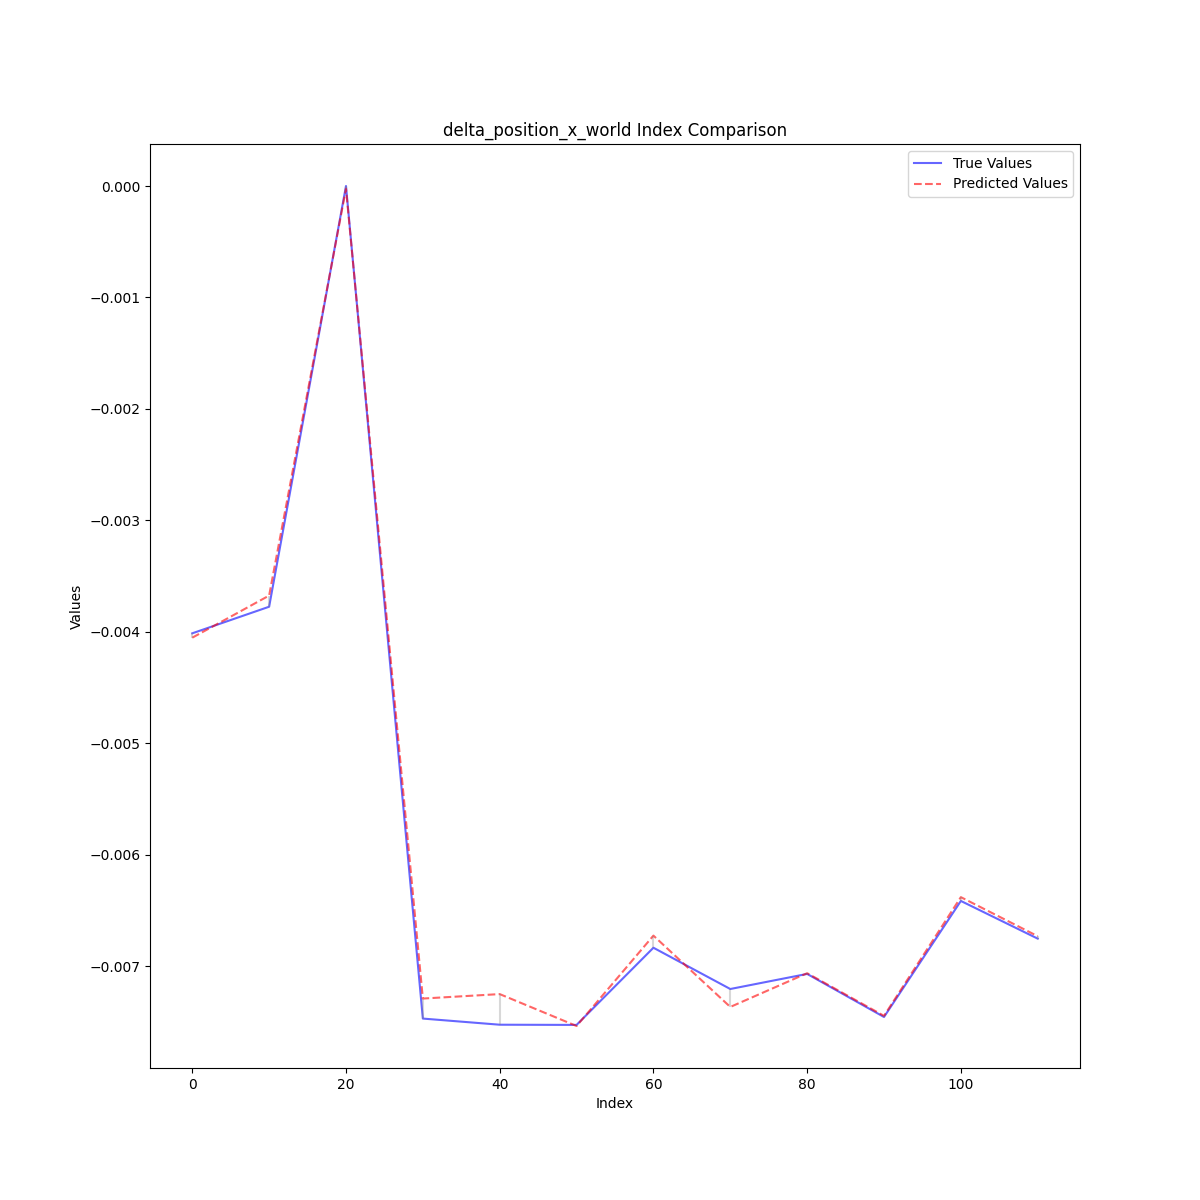 delta_position_x_world Index Comparison
True Values
Predicted Values
0.000
−0.001
−0.002
−0.003
−0.004
−0.005
−0.006
−0.007
Values
0 20 40 60 80 100
Index